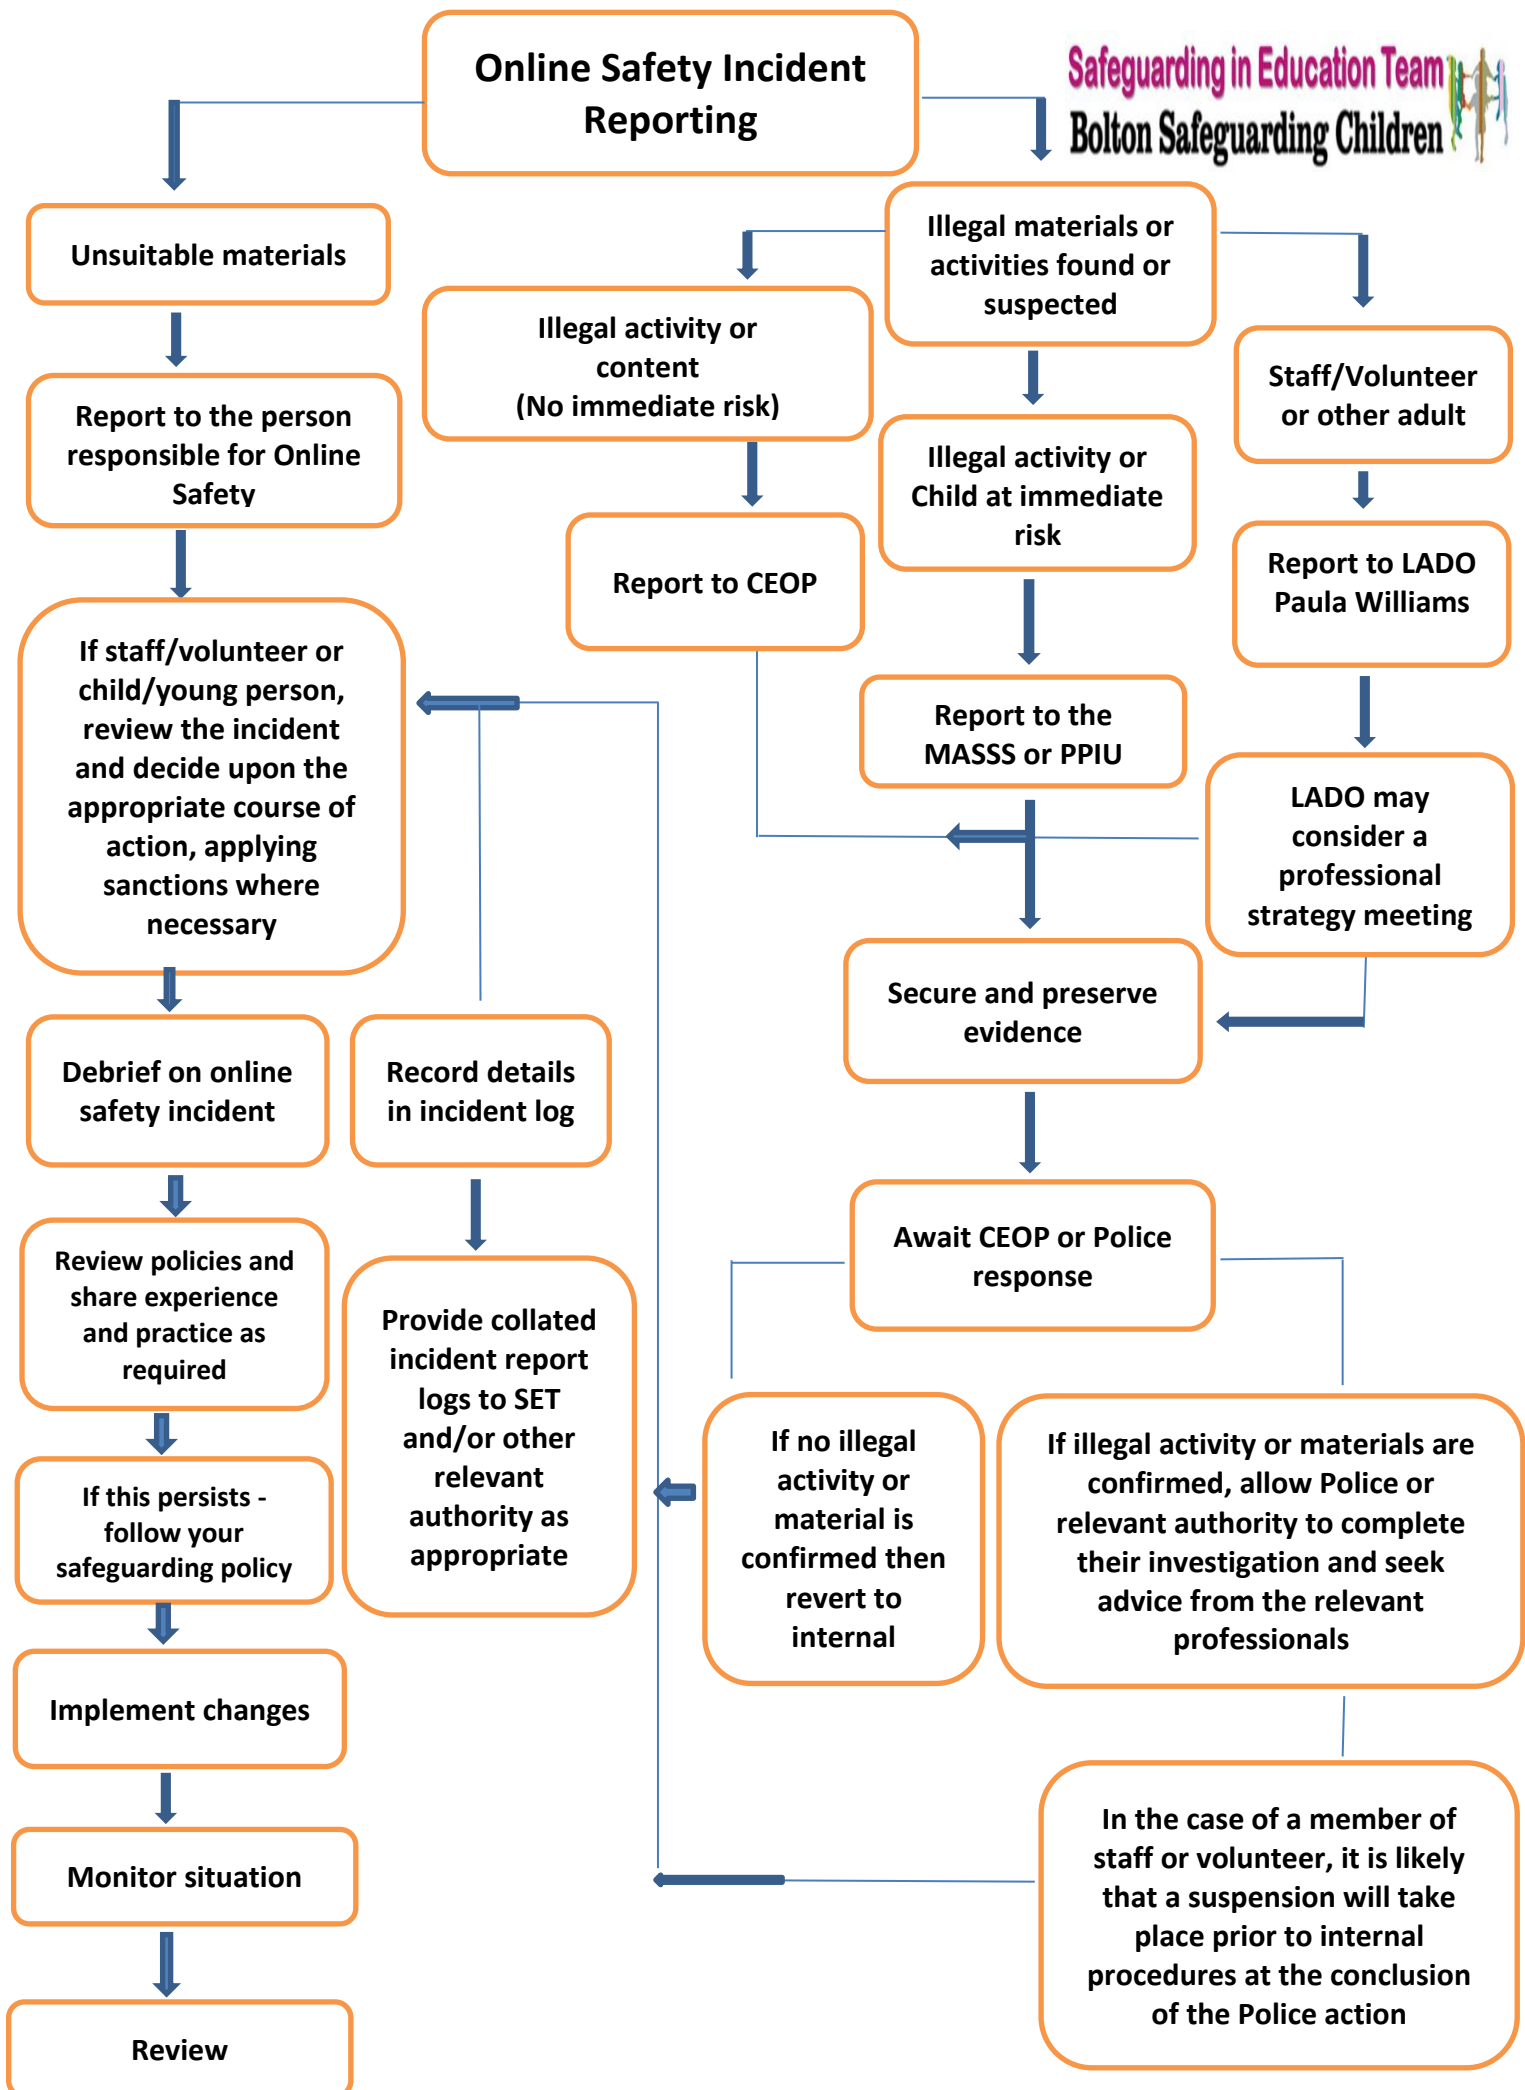 Online Safety Incident
Reporting
Safeguarding in Education Team
Bolton Safeguarding Children
Unsuitable materials
Report to the person
responsible for Online
Safety
If staff/volunteer or
child/young person,
review the incident
and decide upon the
appropriate course of
action, applying
sanctions where
necessary
Debrief on online
safety incident
Review policies and
share experience
and practice as
required
If this persists -
follow your
safeguarding policy
Implement changes
Monitor situation
Review
Record details
in incident log
Provide collated
incident report
logs to SET
and/or other
relevant
authority as
appropriate
Illegal materials or
activities found or
suspected
Illegal activity or
content
(No immediate risk)
Report to CEOP
Illegal activity or
Child at immediate
risk
Report to the
MASSS or PPIU
Staff/Volunteer
or other adult
Report to LADO
Paula Williams
LADO may
consider a
professional
strategy meeting
Secure and preserve
evidence
Await CEOP or Police
response
If no illegal
activity or
material is
confirmed then
revert to
internal
If illegal activity or materials are
confirmed, allow Police or
relevant authority to complete
their investigation and seek
advice from the relevant
professionals
In the case of a member of
staff or volunteer, it is likely
that a suspension will take
place prior to internal
procedures at the conclusion
of the Police action